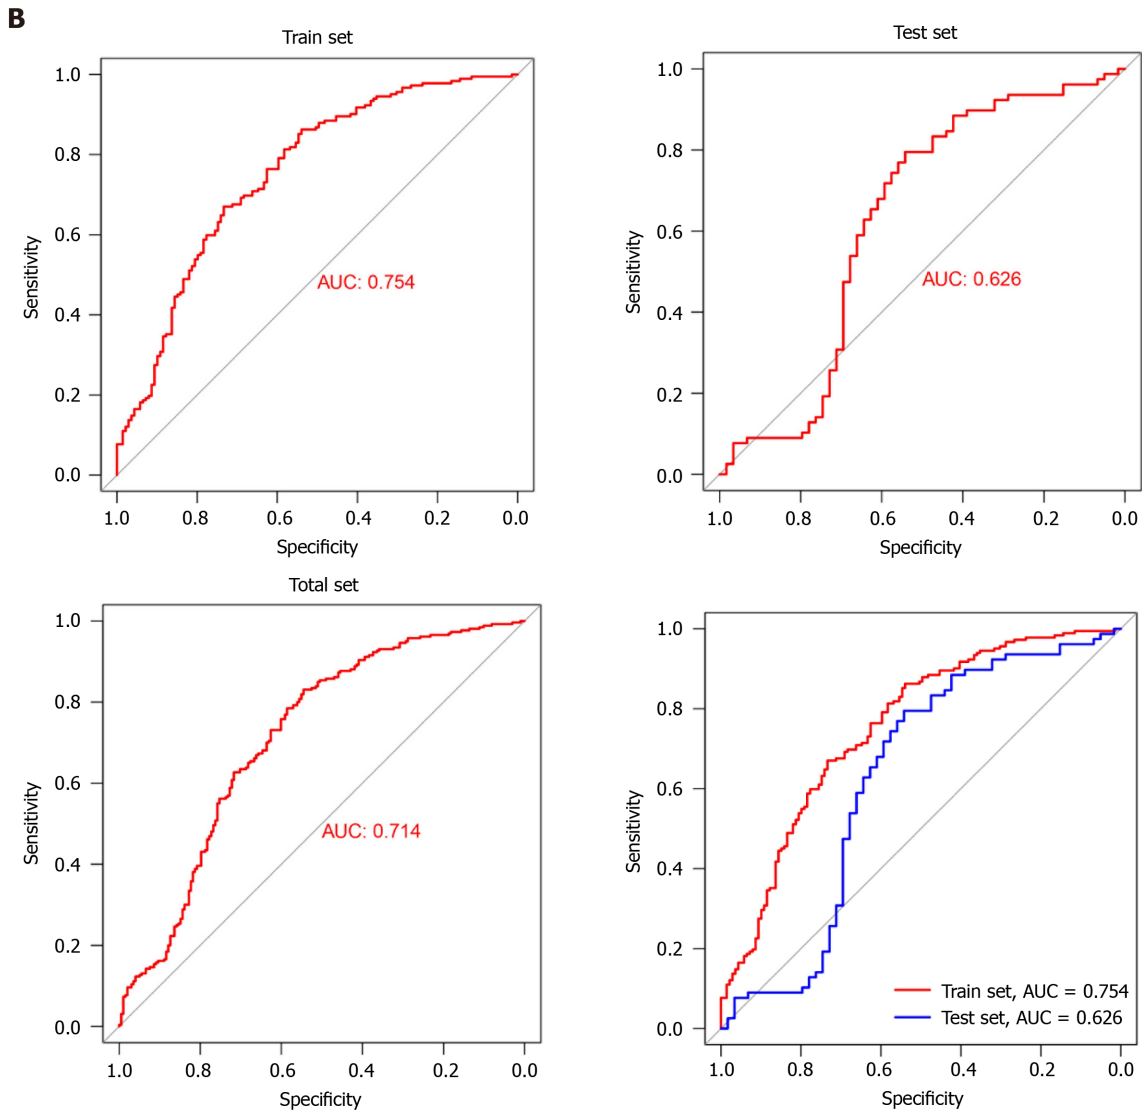 B
Train set
1.0
0.8
0.6
0.4
0.2
0.0
Sensitivity
AUC: 0.754
1.0 0.8 0.6 0.4 0.2 0.0
Specificity
Test set
1.0
0.8
0.6
0.4
0.2
0.0
Sensitivity
AUC: 0.626
1.0 0.8 0.6 0.4 0.2 0.0
Specificity
Total set
1.0
0.8
0.6
0.4
0.2
0.0
Sensitivity
AUC: 0.714
1.0 0.8 0.6 0.4 0.2 0.0
Specificity
1.0
0.8
0.6
0.4
0.2
0.0
Sensitivity
Train set, AUC = 0.754
Test set, AUC = 0.626
1.0 0.8 0.6 0.4 0.2 0.0
Specificity